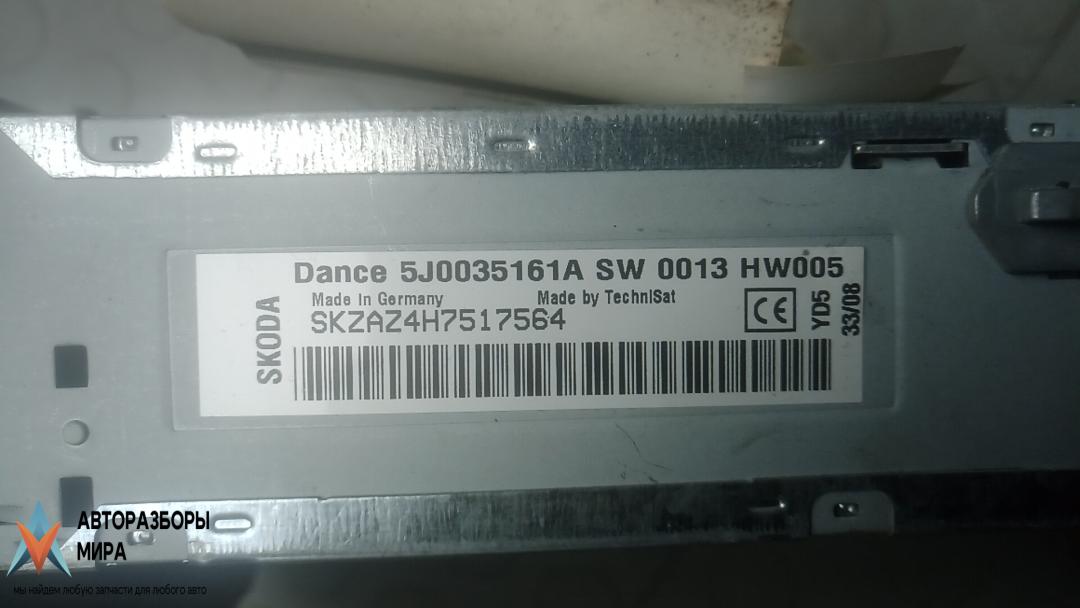 Dance 5J0035161A SW 0013 HW005
Made in Germany Made by TechniSat
SKZAZ4H7517564
SKODA
CE
YD5
33/08
АВТОРАЗБОРЫ
МИРА
мы найдем любую запчасти для любого авто